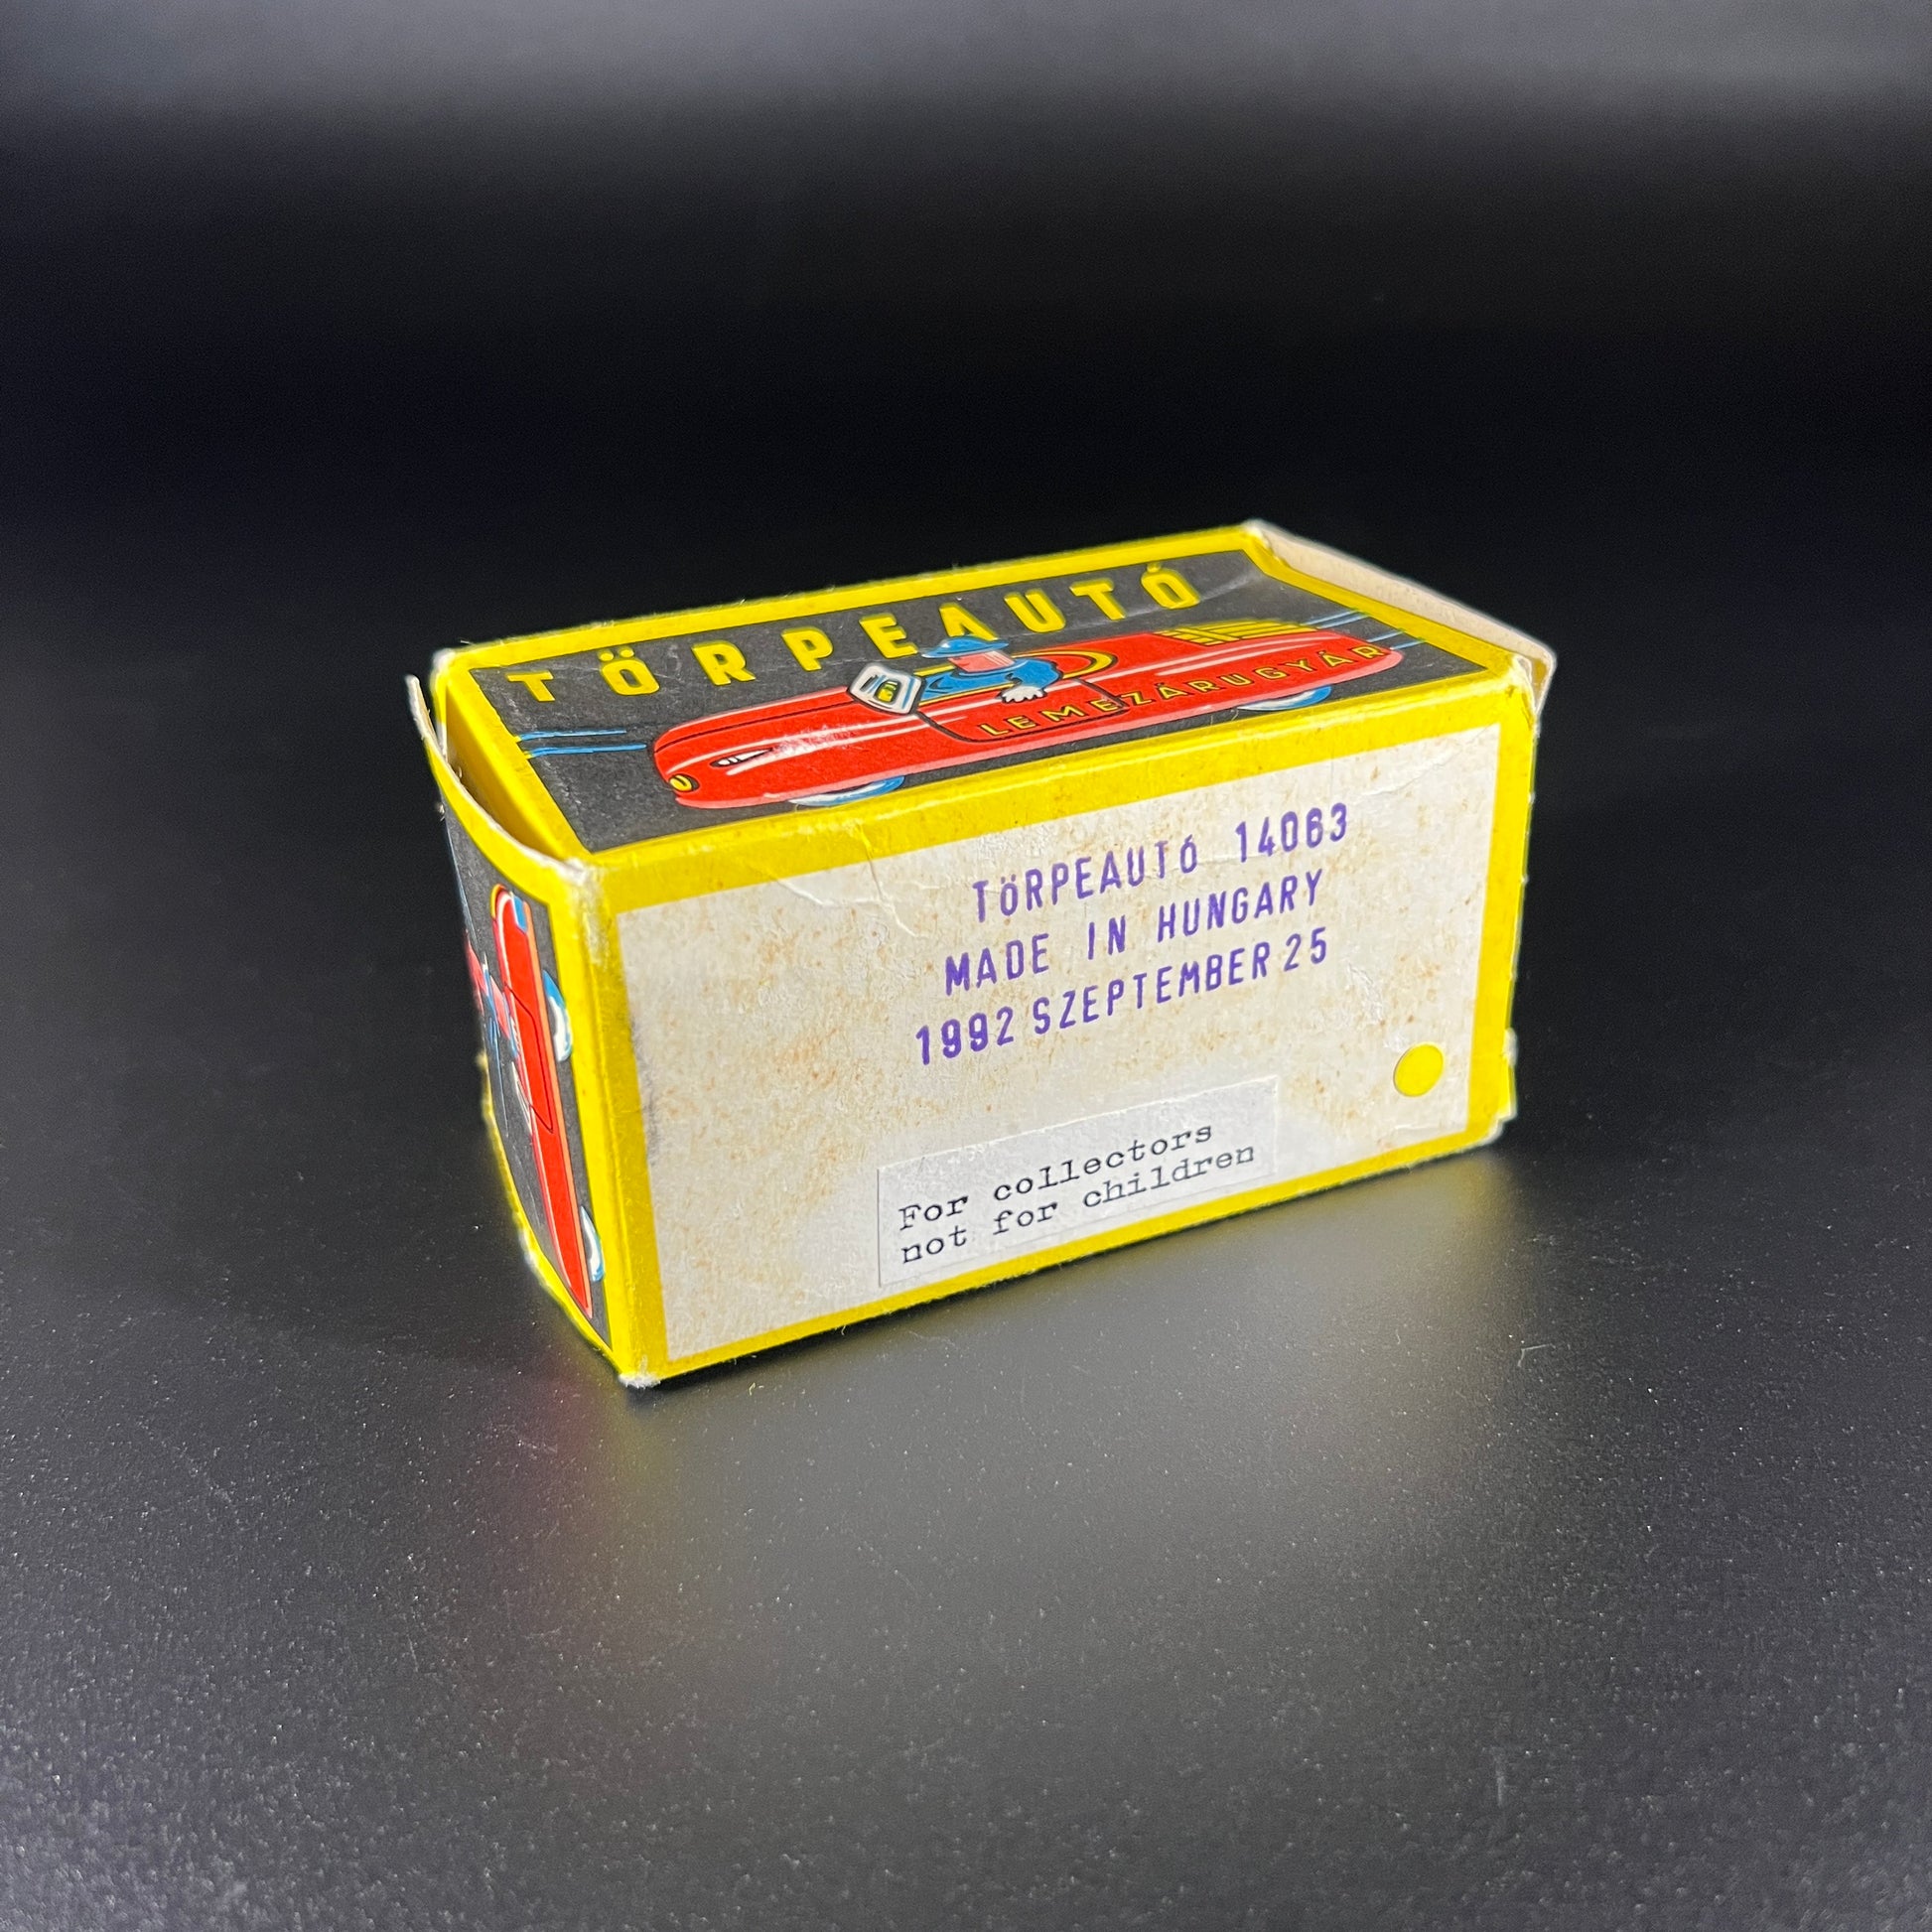 TÖRPEAUTÓ
LEMEZÁRUGYÁR
TÖRPEAUTÓ 14063
MADE IN HUNGARY
1992 SZEPTEMBER 25
For collectors
not for children